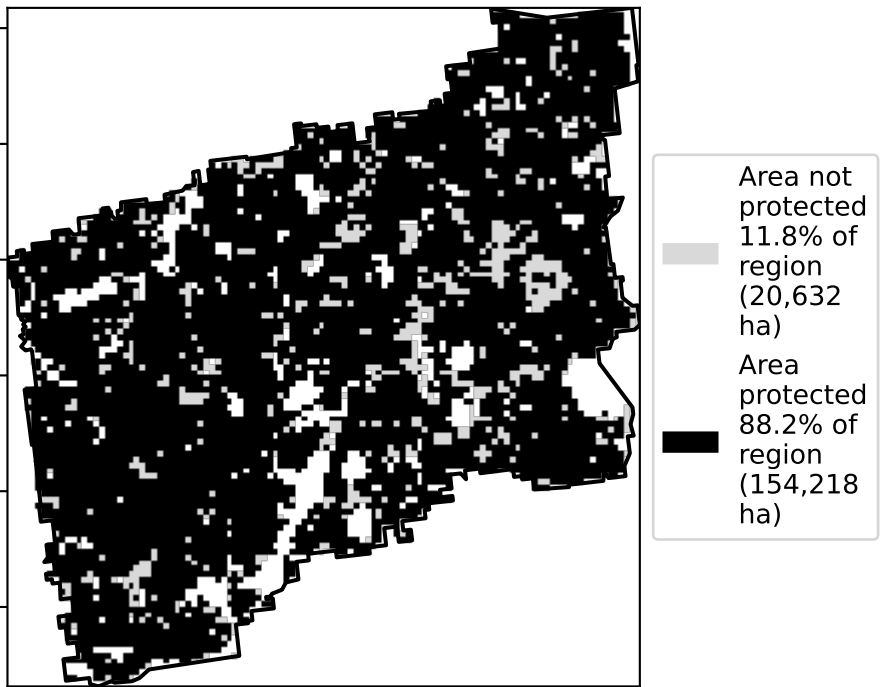 Area not
protected
11.8% of
region
(20,632
ha)
Area
protected
88.2% of
region
(154,218
ha)